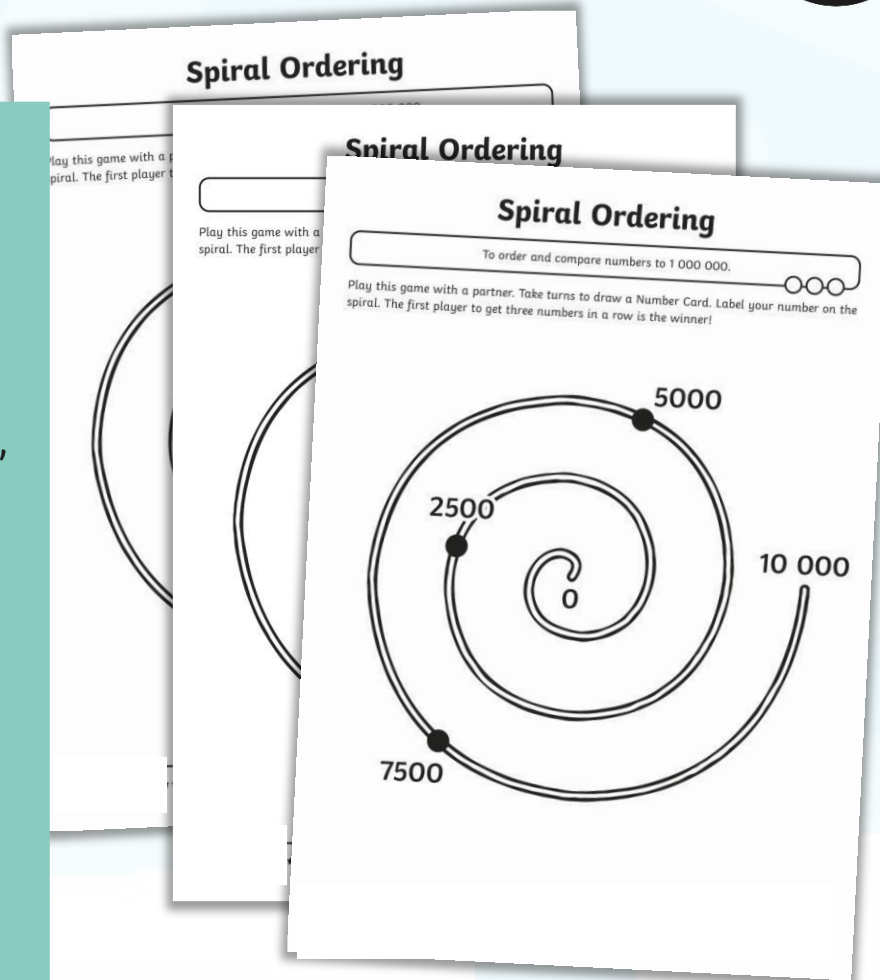 Spiral Ordering
Play this game with a
spiral. The first player
Spiral Ordering
Play this game with a
spiral. The first player
Spiral Ordering
To order and compare numbers to 1 000 000.
Play this game with a partner. Take turns to draw a Number Card. Label your number on the
spiral. The first player to get three numbers in a row is the winner!
5000
2500
10 000
0
7500